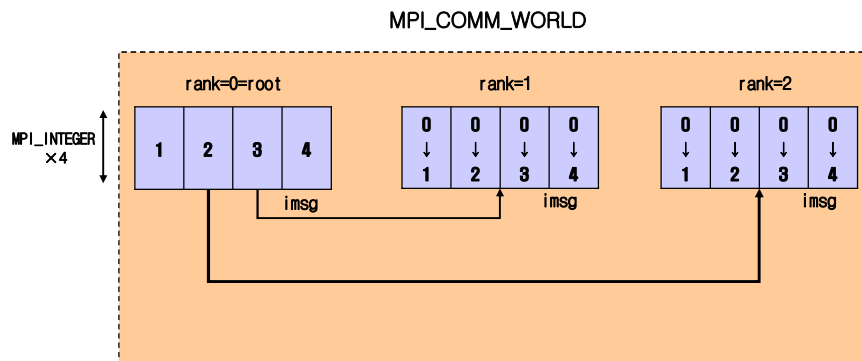 MPI_COMM_WORLD
rank=0=root
rank=1
rank=2
MPI_INTEGER
×4
1 2 3 4
0 0 0 0
↓ ↓ ↓ ↓
1 2 3 4
0 0 0 0
↓ ↓ ↓ ↓
1 2 3 4
imsg
imsg
imsg